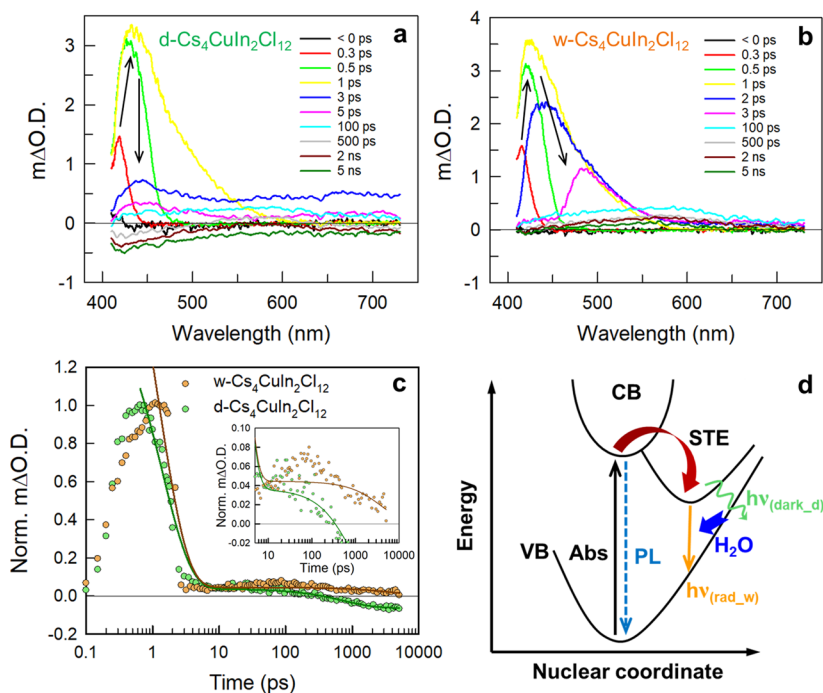 a
d-Cs₄CuIn₂Cl₁₂
< 0 ps
0.3 ps
0.5 ps
1 ps
3 ps
5 ps
100 ps
500 ps
2 ns
5 ns
3
2
1
0
-1
m∆O.D.
400 500 600 700
Wavelength (nm)
b
w-Cs₄CuIn₂Cl₁₂
< 0 ps
0.3 ps
0.5 ps
1 ps
2 ps
3 ps
100 ps
500 ps
2 ns
5 ns
4
3
2
1
0
-1
m∆O.D.
400 500 600 700
Wavelength (nm)
c
w-Cs₄CuIn₂Cl₁₂
d-Cs₄CuIn₂Cl₁₂
1.2
1.0
0.8
0.6
0.4
0.2
0.0
-0.2
Norm. m∆O.D.
0.1 1 10 100 1000 10000
Time (ps)
0.10
0.08
0.06
0.04
0.02
0.00
-0.02
Norm. m∆O.D.
10 100 1000 10000
Time (ps)
d
CB
STE
hν(dark_d)
H₂O
VB
Abs
PL
hν(rad_w)
Energy
Nuclear coordinate